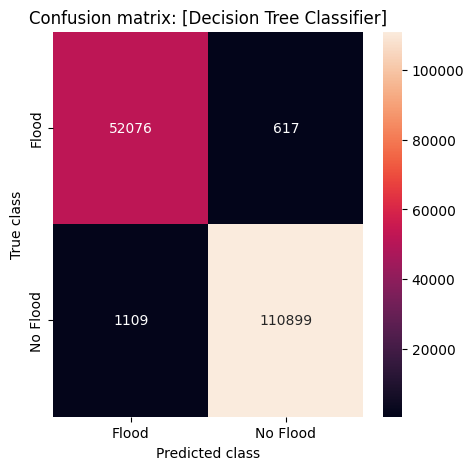 Confusion matrix: [Decision Tree Classifier]
True class
Flood
52076 617
No Flood
1109 110899
Flood No Flood
Predicted class
100000
80000
60000
40000
20000